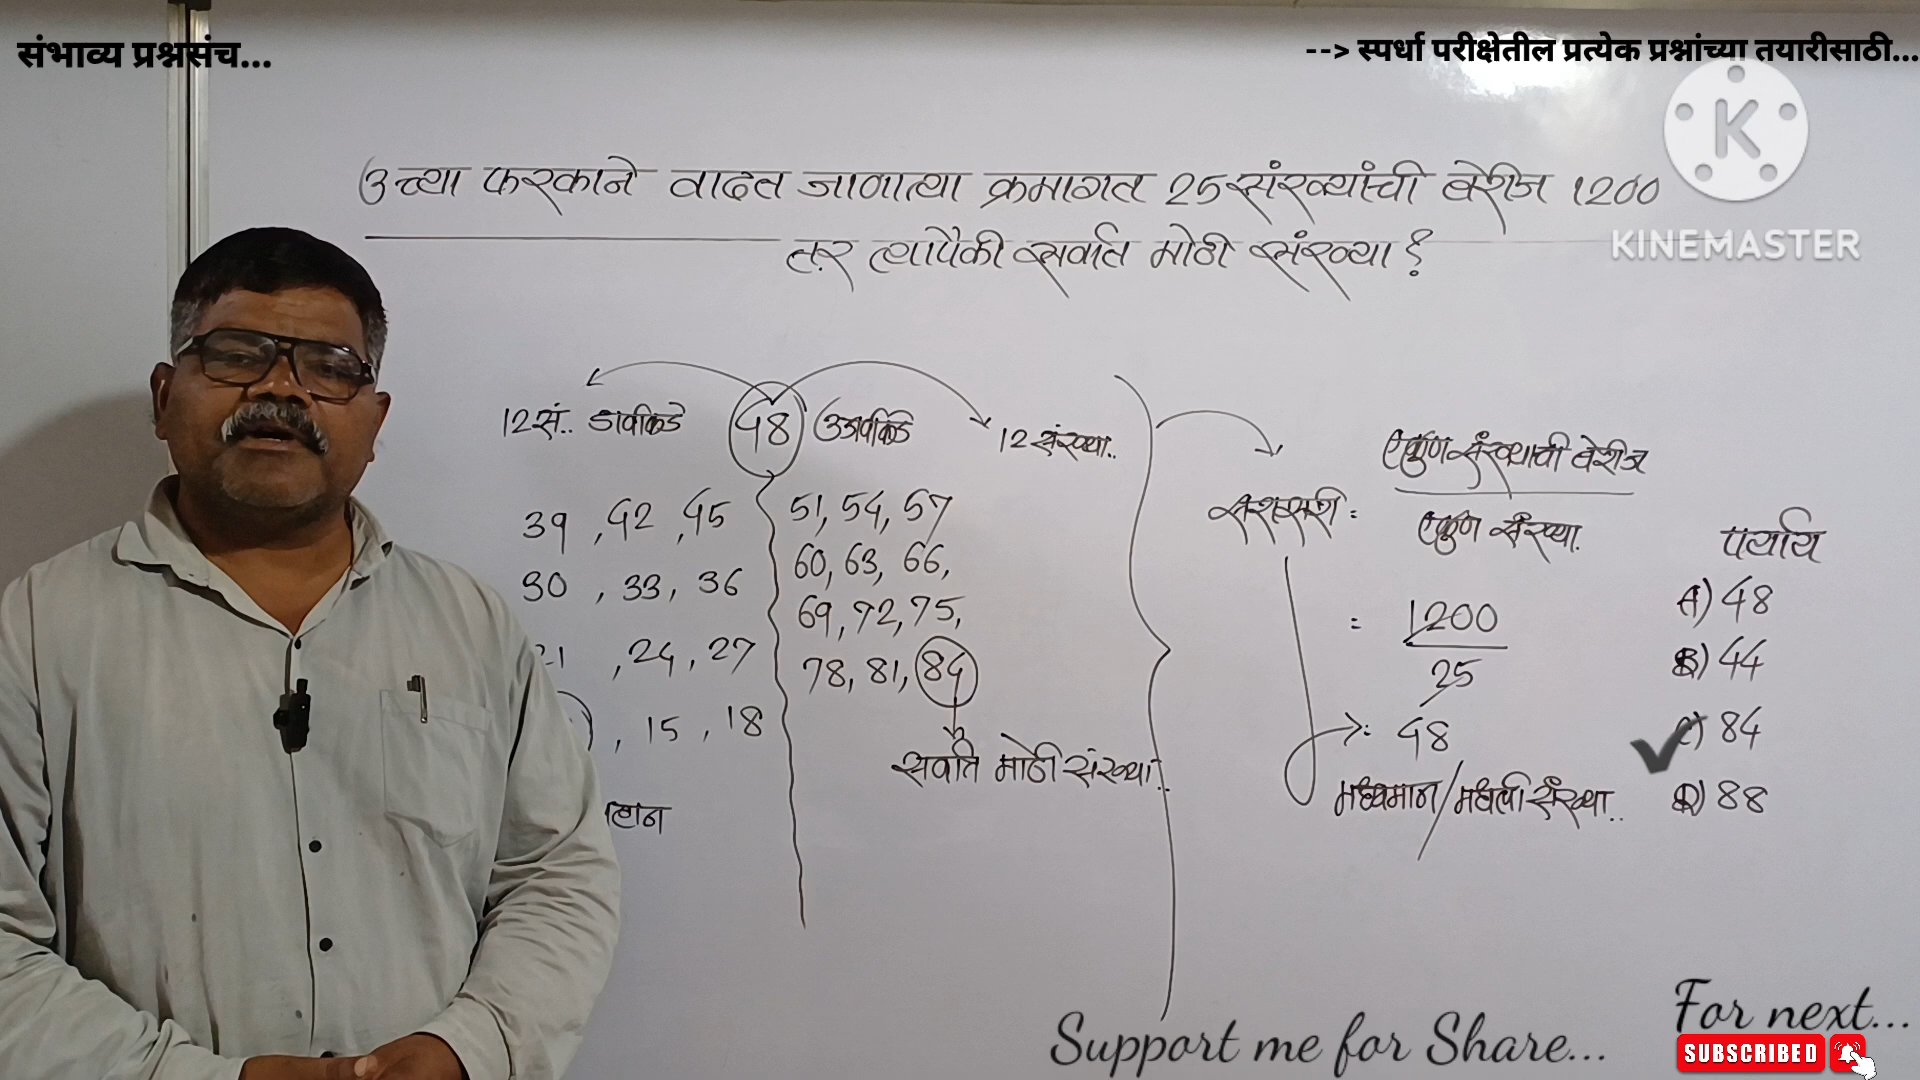 संभाव्य प्रश्नसंच...
--> स्पर्धा परीक्षेतील प्रत्येक प्रश्नांच्या तयारीसाठी...
KINEMASTER
3 च्या फरकाने वाढत जाणाऱ्या क्रमागत 25 संख्यांची बेरीज 1200
तर त्यापैकी सर्वात मोठी संख्या ?
12 सं.. डावीकडे 48 उजवीकडे 12 संख्या..
39, 42, 45
30, 33, 36
21, 24, 27
, 15, 18
लहान
51, 54, 57
60, 63, 66,
69, 72, 75,
78, 81, 84
सर्वात मोठी संख्या..
सरासरी = एकुण संख्याची बेरीज
एकुण संख्या.
= 1200
25
= 48
मध्यमान/मधली संख्या..
पर्याय
A) 48
B) 44
C) 84
D) 88
Support me for Share...
For next...
SUBSCRIBED